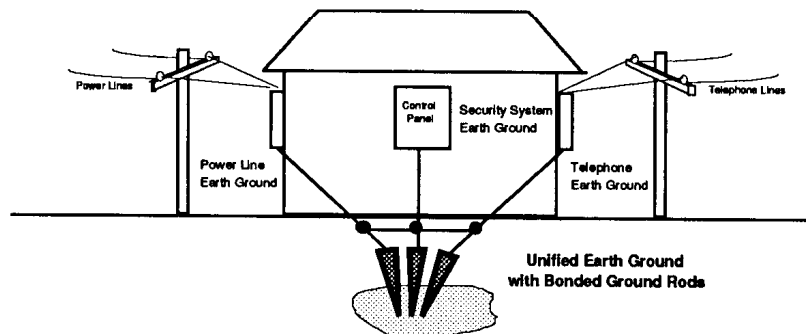 Power Lines
Control
Panel
Security System
Earth Ground
Telephone Lines
Power Line
Earth Ground
Telephone
Earth Ground
Unified Earth Ground
with Bonded Ground Rods